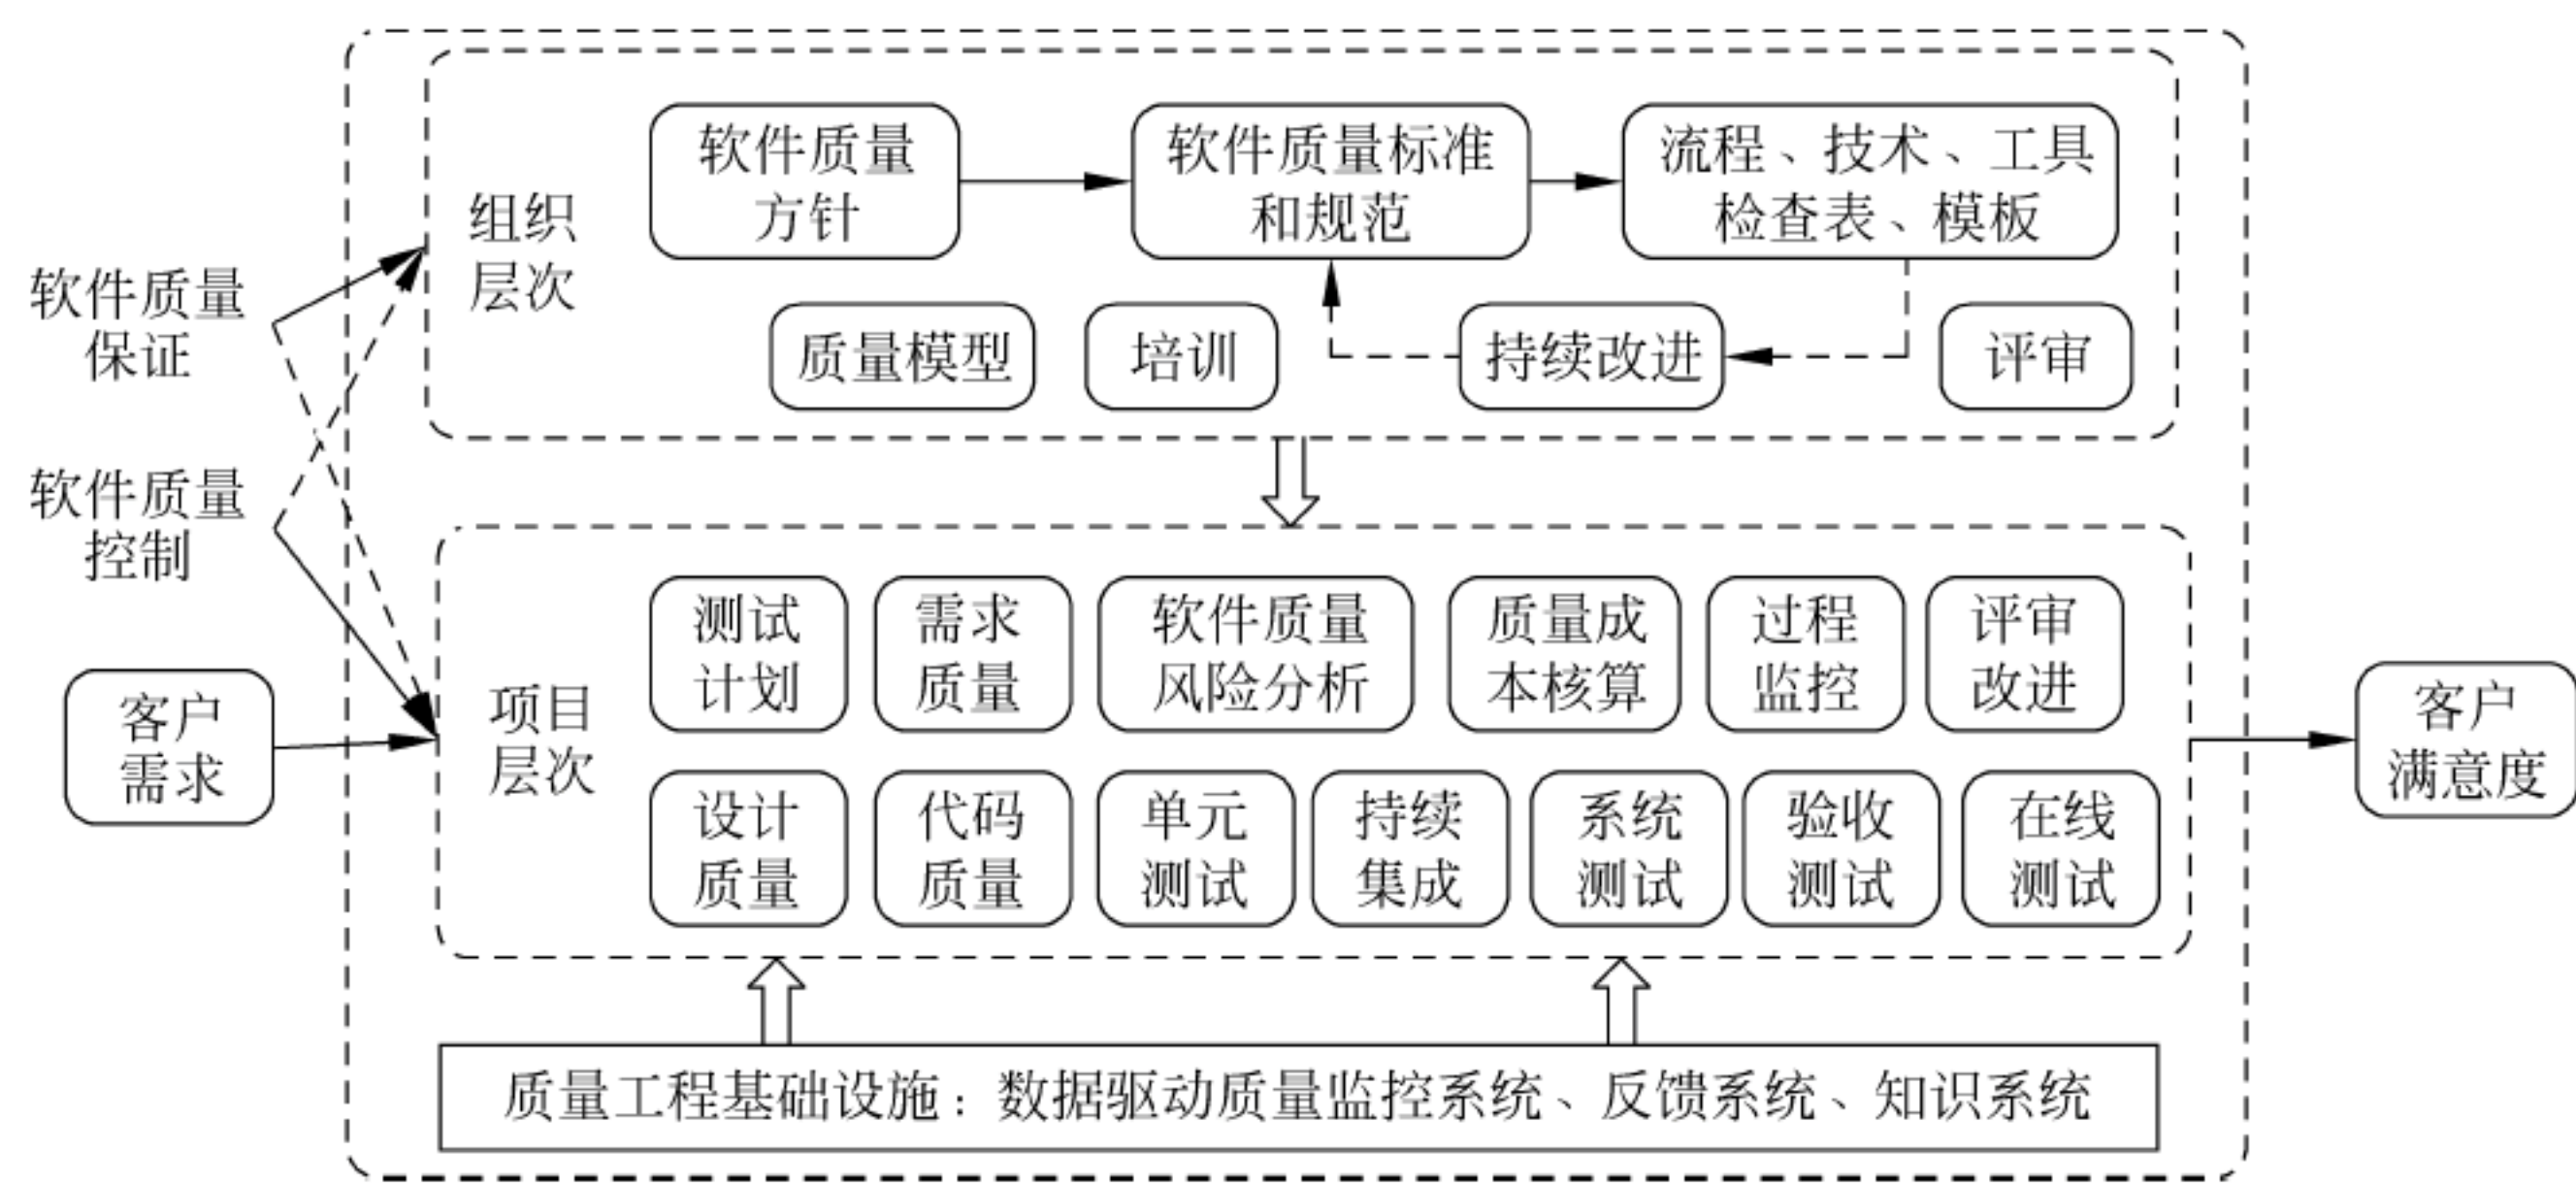 软件质量
方针
软件质量标准
和规范
流程、技术、工具
检查表、模板
组织
层次
质量模型
培训
持续改进
评审
软件质量
保证
软件质量
控制
客户
需求
项目
层次
测试
计划
需求
质量
软件质量
风险分析
质量成
本核算
过程
监控
评审
改进
设计
质量
代码
质量
单元
测试
持续
集成
系统
测试
验收
测试
在线
测试
客户
满意度
质量工程基础设施：数据驱动质量监控系统、反馈系统、知识系统